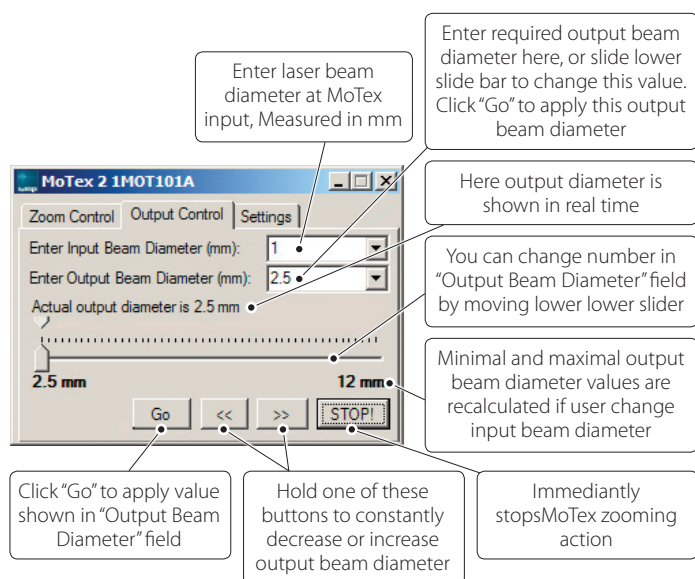 Enter required output beam
diameter here, or slide lower
slide bar to change this value.
Click “Go” to apply this output
beam diameter
Enter laser beam
diameter at MoTex
input, Measured in mm
MoTex 2 1MOT101A
Zoom Control Output Control Settings
Enter Input Beam Diameter (mm): 1
Enter Output Beam Diameter (mm): 2.5
Actual output diameter is 2.5 mm
2.5 mm 12 mm
Go << >> STOP!
Here output diameter is
shown in real time
You can change number in
“Output Beam Diameter” field
by moving lower lower slider
Minimal and maximal output
beam diameter values are
recalculated if user change
input beam diameter
Click “Go” to apply value
shown in “Output Beam
Diameter” field
Hold one of these
buttons to constantly
decrease or increase
output beam diameter
Immediantly
stopsMoTex zooming
action